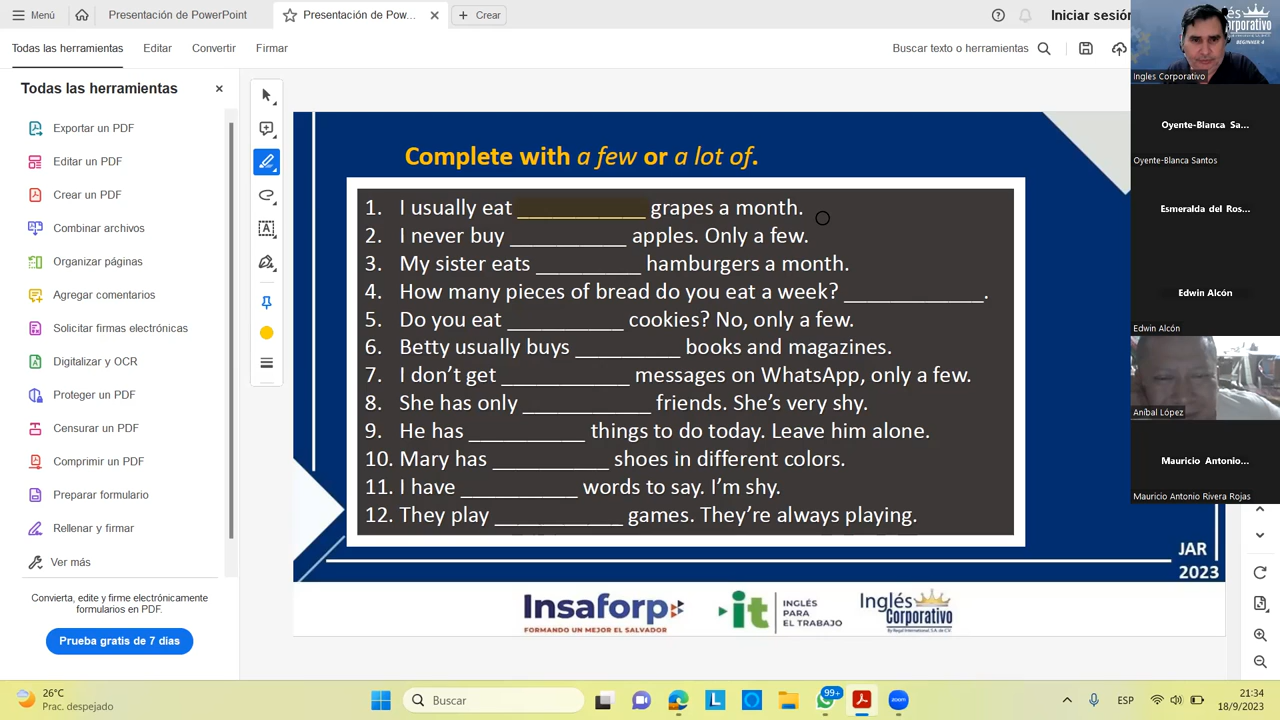 Menú
Presentación de PowerPoint
Presentación de Pow...
Crear
Iniciar sesión
Todas las herramientas
Editar
Convertir
Firmar
Buscar texto o herramientas
Todas las herramientas
Exportar un PDF
Editar un PDF
Crear un PDF
Combinar archivos
Organizar páginas
Agregar comentarios
Solicitar firmas electrónicas
Digitalizar y OCR
Proteger un PDF
Censurar un PDF
Comprimir un PDF
Preparar formulario
Rellenar y firmar
Ver más
Convierta, edite y firme electrónicamente
formularios en PDF.
Prueba gratis de 7 días
Complete with a few or a lot of.
1. I usually eat ___________ grapes a month.
2. I never buy __________ apples. Only a few.
3. My sister eats _________ hamburgers a month.
4. How many pieces of bread do you eat a week? ____________.
5. Do you eat __________ cookies? No, only a few.
6. Betty usually buys _________ books and magazines.
7. I don't get ___________ messages on WhatsApp, only a few.
8. She has only ___________ friends. She's very shy.
9. He has __________ things to do today. Leave him alone.
10. Mary has __________ shoes in different colors.
11. I have __________ words to say. I'm shy.
12. They play ___________ games. They're always playing.
JAR
2023
Insaforp
FORMANDO UN MEJOR EL SALVADOR
it
INGLÉS
PARA
EL TRABAJO
Inglés
Corporativo
By Regal International, S.A. de C.V.
Corporativo
BEGINNER 4
Ingles Corporativo
Oyente-Blanca Sa...
Oyente-Blanca Santos
Esmeralda del Ros...
Edwin Alcón
Edwin Alcón
Aníbal López
Mauricio Antonio...
Mauricio Antonio Rivera Rojas
26°C
Prac. despejado
Buscar
99+
ESP
21:34
18/9/2023